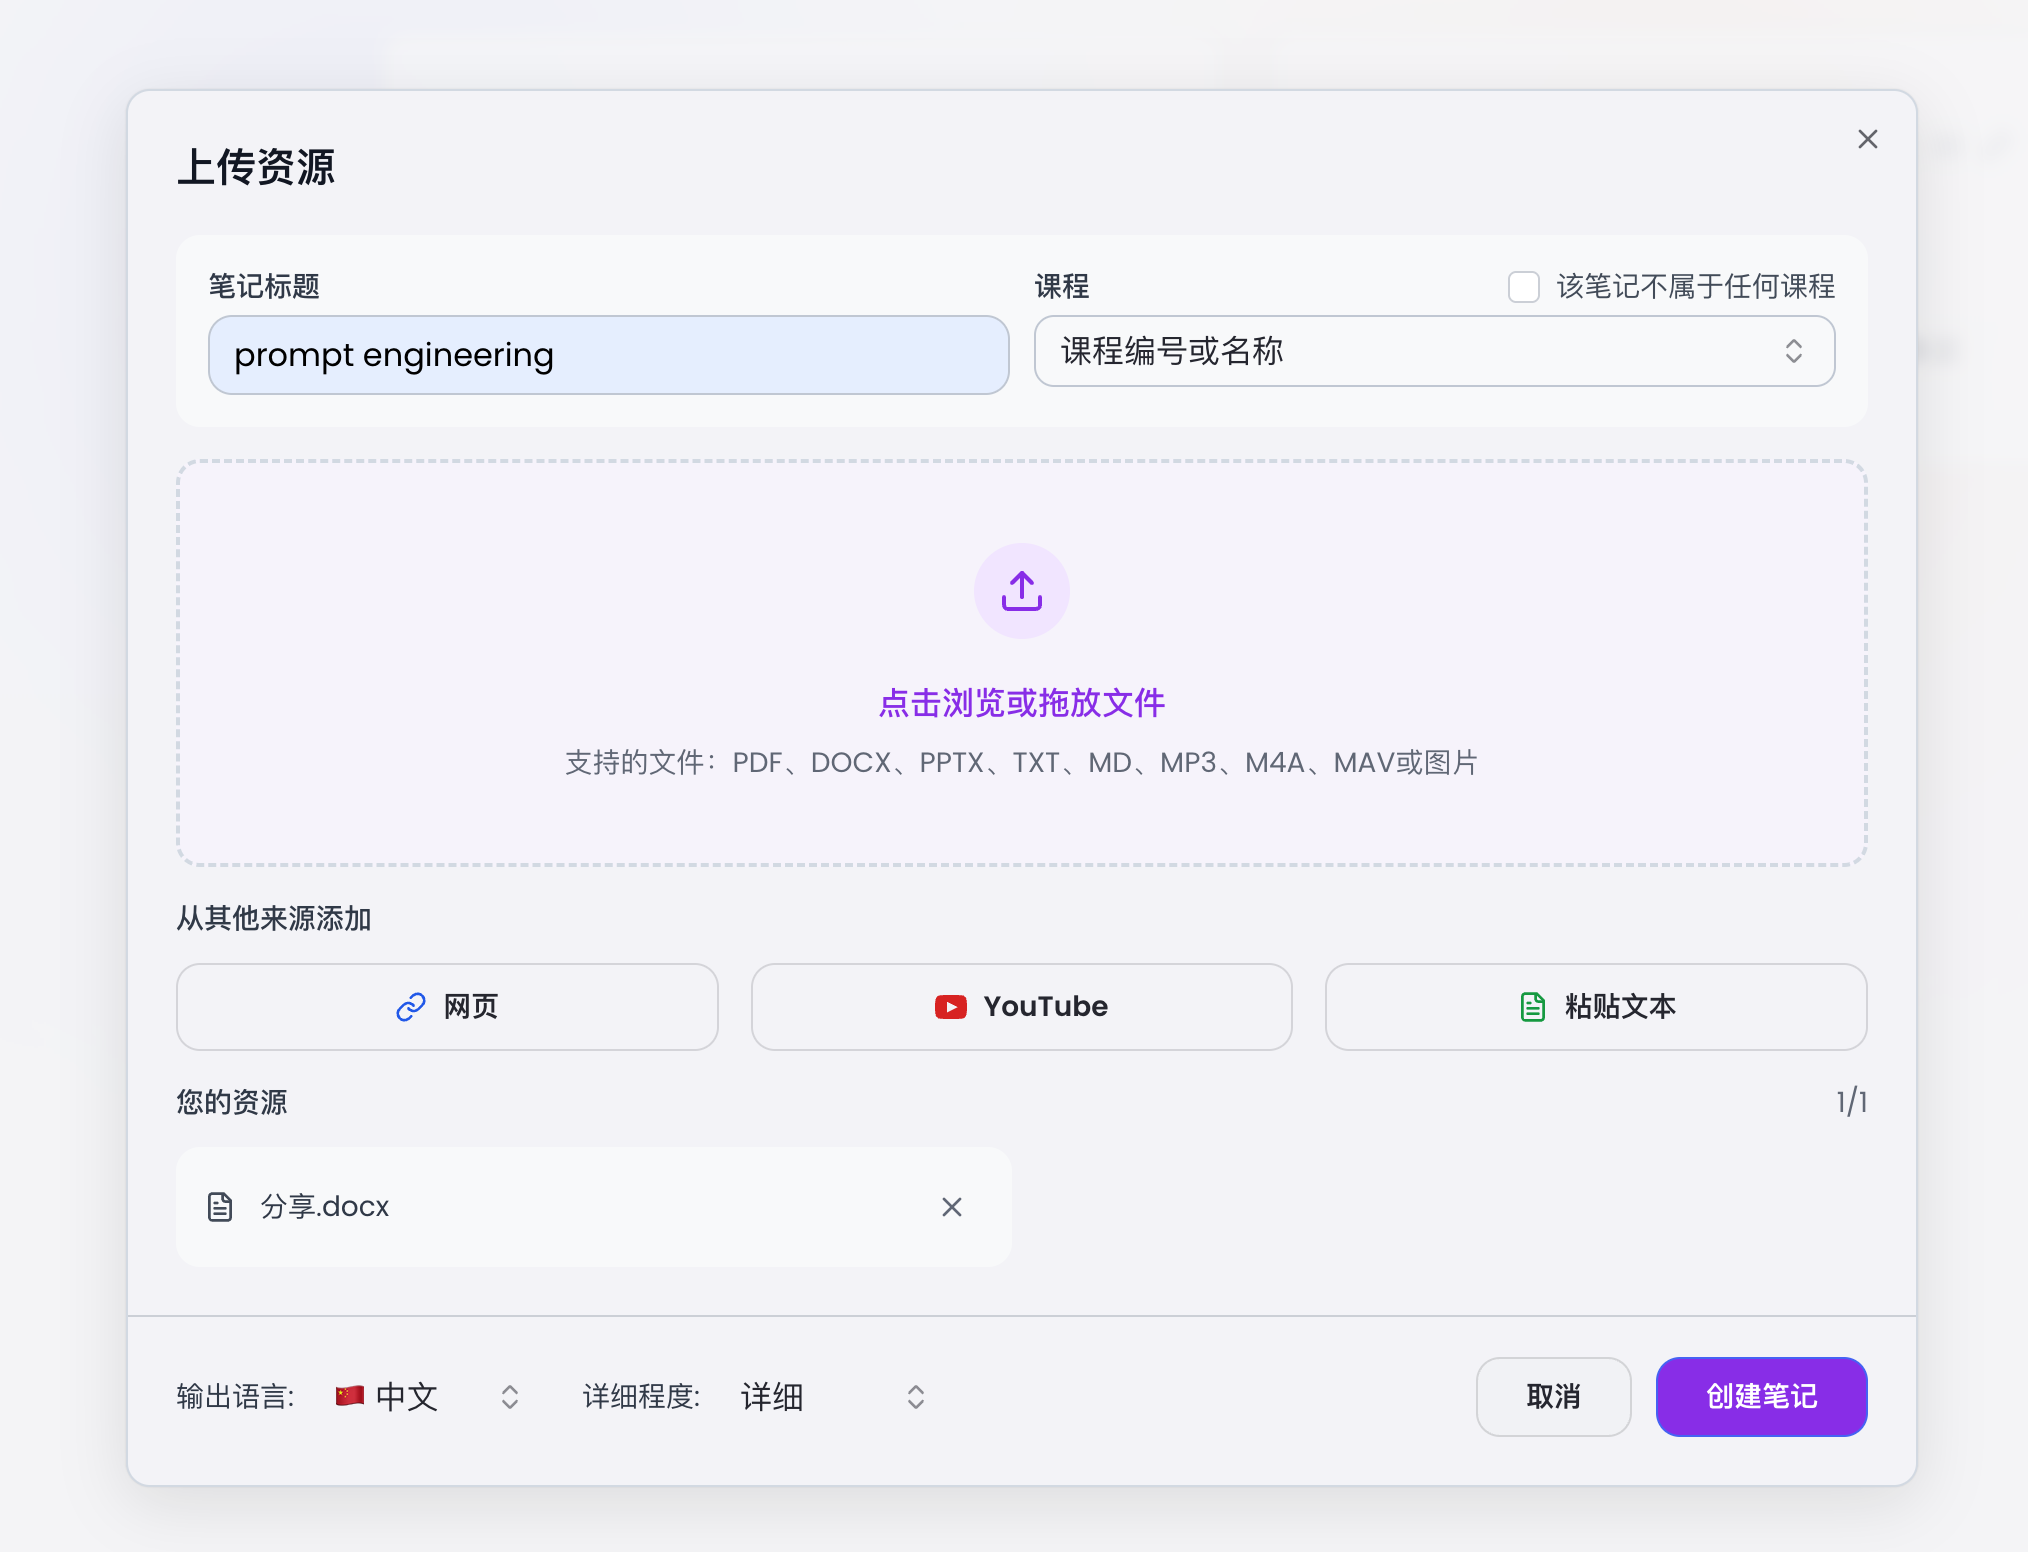 上传资源
笔记标题
课程
该笔记不属于任何课程
prompt engineering
课程编号或名称
点击浏览或拖放文件
支持的文件：PDF、DOCX、PPTX、TXT、MD、MP3、M4A、MAV或图片
从其他来源添加
网页
YouTube
粘贴文本
您的资源
1/1
分享.docx
输出语言:
🇨🇳 中文
详细程度:
详细
取消
创建笔记